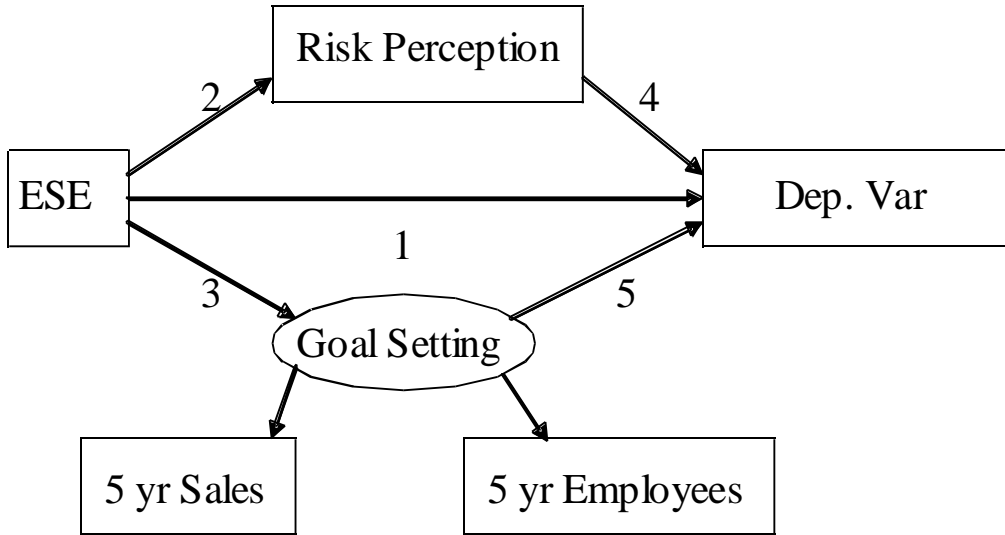 Risk Perception
2
4
ESE
Dep. Var
1
3
5
Goal Setting
5 yr Sales
5 yr Employees